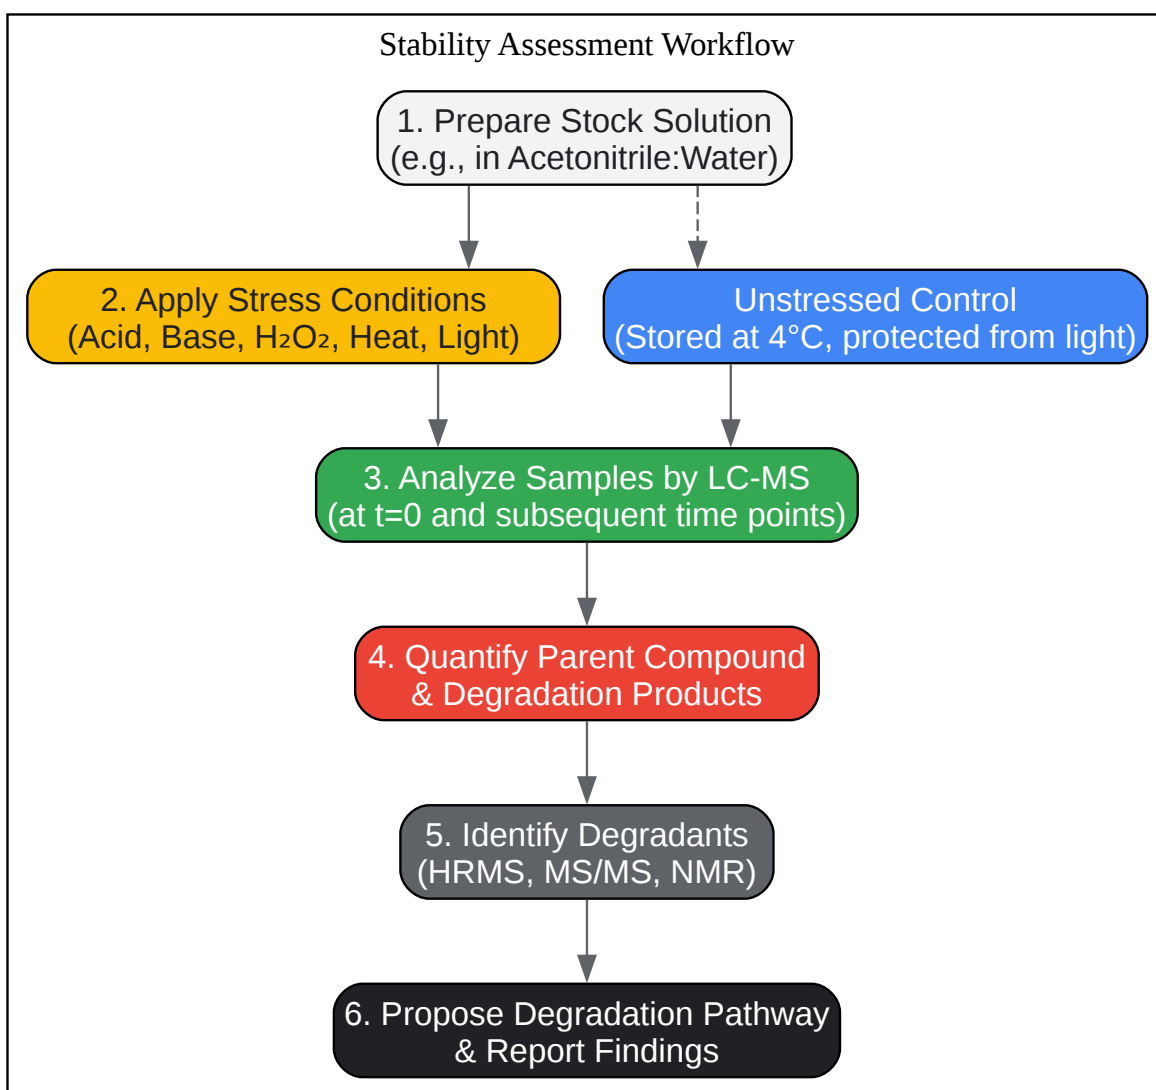 Stability Assessment Workflow
1. Prepare Stock Solution
(e.g., in Acetonitrile:Water)
2. Apply Stress Conditions
(Acid, Base, H₂O₂, Heat, Light)
Unstressed Control
(Stored at 4°C, protected from light)
3. Analyze Samples by LC-MS
(at t=0 and subsequent time points)
4. Quantify Parent Compound
& Degradation Products
5. Identify Degradants
(HRMS, MS/MS, NMR)
6. Propose Degradation Pathway
& Report Findings